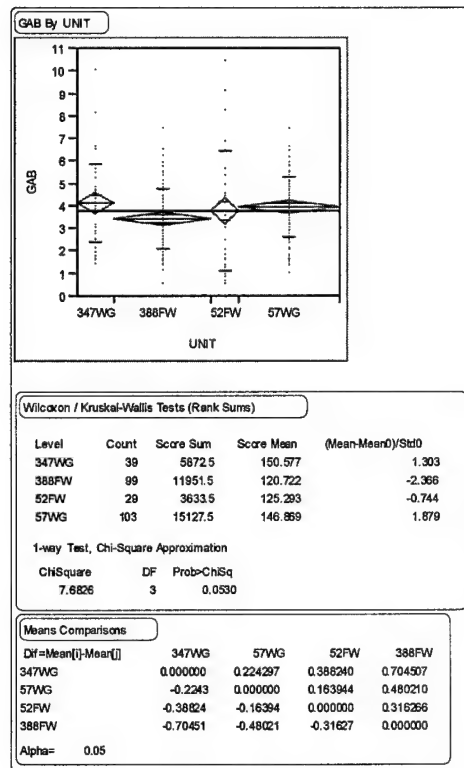 GAB By UNIT
11
10
9
8
7
6
5
4
3
2
1
0
GAB
347WG 388FW 52FW 57WG
UNIT
Wilcoxon / Kruskal-Wallis Tests (Rank Sums)
Level Count Score Sum Score Mean (Mean-Mean0)/Std0
347WG 39 5872.5 150.577 1.303
388FW 99 11951.5 120.722 -2.366
52FW 29 3633.5 125.293 -0.744
57WG 103 15127.5 146.869 1.879
1-way Test, Chi-Square Approximation
ChiSquare DF Prob>ChiSq
7.6826 3 0.0530
Means Comparisons
Dif=Mean[i]-Mean[j] 347WG 57WG 52FW 388FW
347WG 0.000000 0.224297 0.388240 0.704507
57WG -0.2243 0.000000 0.163944 0.480210
52FW -0.38824 -0.16394 0.000000 0.316266
388FW -0.70451 -0.48021 -0.31627 0.000000
Alpha= 0.05